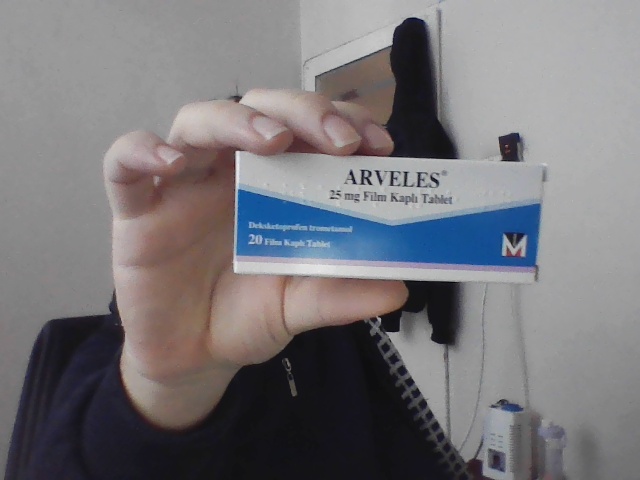 ARVELES®
25 mg Film Kaplı Tablet
Deksketoprofen trometamol
20 Film Kaplı Tablet
M